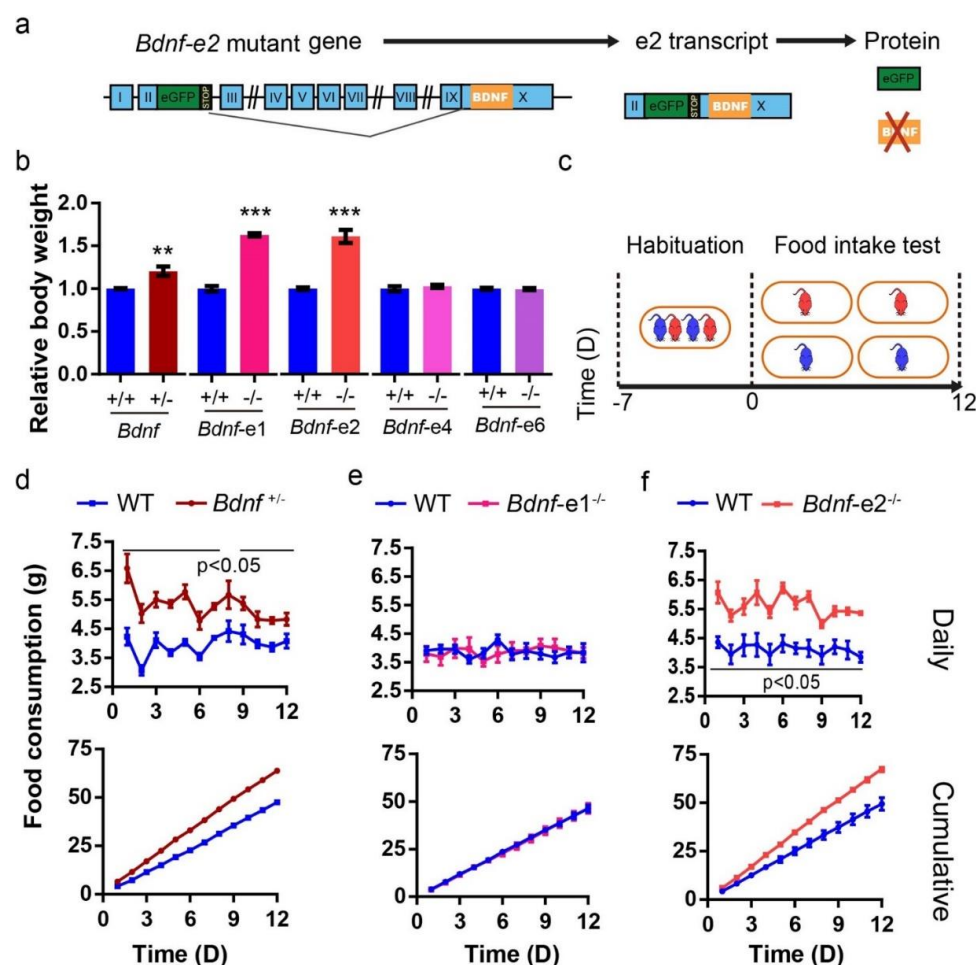 a
Bdnf-e2 mutant gene
e2 transcript
Protein
I II eGFP STOP III IV V VI VII VIII IX BDNF X
II eGFP STOP BDNF X
eGFP
BDNF
b
Relative body weight
2.0
1.5
1.0
0.5
0.0
** *** ***
+/+ +/- +/+ -/- +/+ -/- +/+ -/- +/+ -/-
Bdnf Bdnf-e1 Bdnf-e2 Bdnf-e4 Bdnf-e6
c
Habituation
Food intake test
Time (D)
-7 0 12
d
WT Bdnf +/-
Food consumption (g)
7.5
6.5
5.5
4.5
3.5
2.5
p<0.05
0 3 6 9 12
75
50
25
0
0 3 6 9 12
Time (D)
e
WT Bdnf-e1-/-
7.5
6.5
5.5
4.5
3.5
2.5
0 3 6 9 12
75
50
25
0
0 3 6 9 12
Time (D)
f
WT Bdnf-e2-/-
7.5
6.5
5.5
4.5
3.5
2.5
p<0.05
0 3 6 9 12
Daily
75
50
25
0
0 3 6 9 12
Time (D)
Cumulative